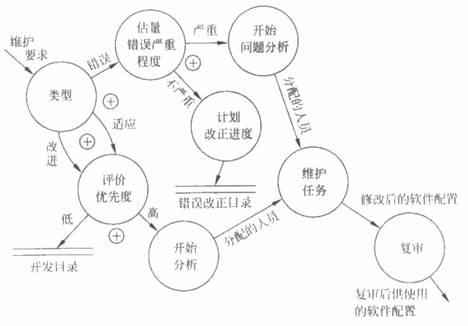 维护
要求
类型
错误
估量
错误严重
程度
严重
开始
问题分析
不严重
计划
改正进度
错误改正目录
分配的人员
适应
改进
评价
优先度
低
高
开发目录
开始
分析
分配的人员
维护
任务
修改后的软件配置
复审
复审后供使用
的软件配置